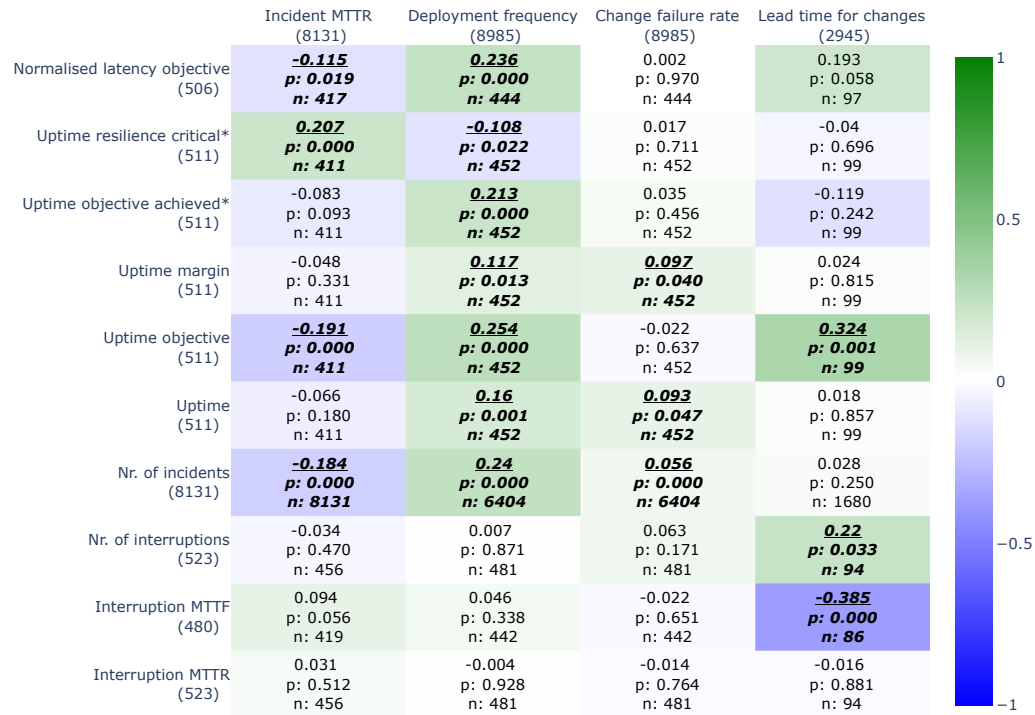 Incident MTTR
(8131)
Deployment frequency
(8985)
Change failure rate
(8985)
Lead time for changes
(2945)
Normalised latency objective
(506)
-0.115
p: 0.019
n: 417
0.236
p: 0.000
n: 444
0.002
p: 0.970
n: 444
0.193
p: 0.058
n: 97
Uptime resilience critical*
(511)
0.207
p: 0.000
n: 411
-0.108
p: 0.022
n: 452
0.017
p: 0.711
n: 452
-0.04
p: 0.696
n: 99
Uptime objective achieved*
(511)
-0.083
p: 0.093
n: 411
0.213
p: 0.000
n: 452
0.035
p: 0.456
n: 452
-0.119
p: 0.242
n: 99
Uptime margin
(511)
-0.048
p: 0.331
n: 411
0.117
p: 0.013
n: 452
0.097
p: 0.040
n: 452
0.024
p: 0.815
n: 99
Uptime objective
(511)
-0.191
p: 0.000
n: 411
0.254
p: 0.000
n: 452
-0.022
p: 0.637
n: 452
0.324
p: 0.001
n: 99
Uptime
(511)
-0.066
p: 0.180
n: 411
0.16
p: 0.001
n: 452
0.093
p: 0.047
n: 452
0.018
p: 0.857
n: 99
Nr. of incidents
(8131)
-0.184
p: 0.000
n: 8131
0.24
p: 0.000
n: 6404
0.056
p: 0.000
n: 6404
0.028
p: 0.250
n: 1680
Nr. of interruptions
(523)
-0.034
p: 0.470
n: 456
0.007
p: 0.871
n: 481
0.063
p: 0.171
n: 481
0.22
p: 0.033
n: 94
Interruption MTTF
(480)
0.094
p: 0.056
n: 419
0.046
p: 0.338
n: 442
-0.022
p: 0.651
n: 442
-0.385
p: 0.000
n: 86
Interruption MTTR
(523)
0.031
p: 0.512
n: 456
-0.004
p: 0.928
n: 481
-0.014
p: 0.764
n: 481
-0.016
p: 0.881
n: 94
1
0.5
0
−0.5
−1